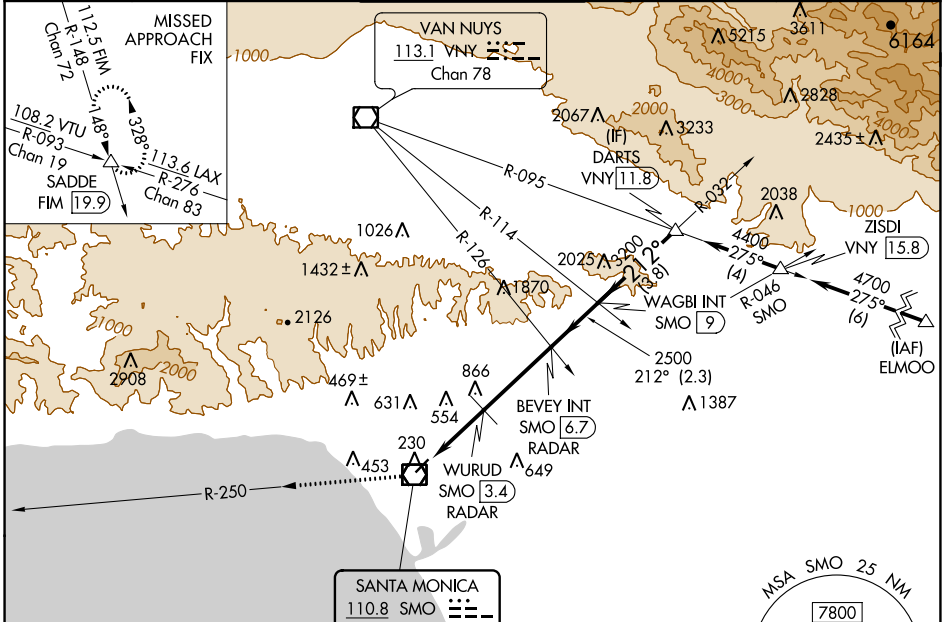 MISSED
APPROACH
FIX
112.5 FIM
R-148
Chan 72
148°
328°
108.2 VTU
R-093
Chan 19
113.6 LAX
R-276
Chan 83
SADDE
FIM 19.9
1000
VAN NUYS
113.1 VNY
Chan 78
5215
3611
6164
4000
3000
2828
2067
2000
3233
2435±
4000
(IF)
DARTS
VNY 11.8
R-095
R-032
2038
1000
ZISDI
VNY 15.8
R-114
R-126
1026
1432±
2025
3200
212°
(3.8)
4400
275°
(4)
4700
275°
(6)
R-046
SMO
(IAF)
ELMOO
1870
WAGBI INT
SMO 9
2126
1000
2908
2000
2500
212° (2.3)
469±
631
554
866
BEVEY INT
SMO 6.7
RADAR
1387
230
453
649
WURUD
SMO 3.4
RADAR
R-250
SANTA MONICA
110.8 SMO
MSA SMO 25 NM
7800